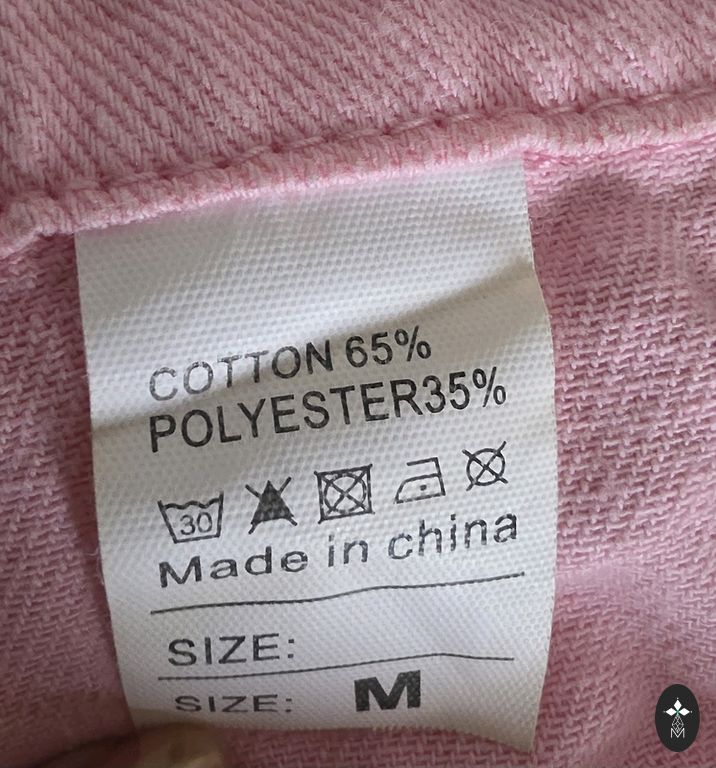 COTTON 65%
POLYESTER35%
30
Made in china
SIZE:
SIZE: M
M